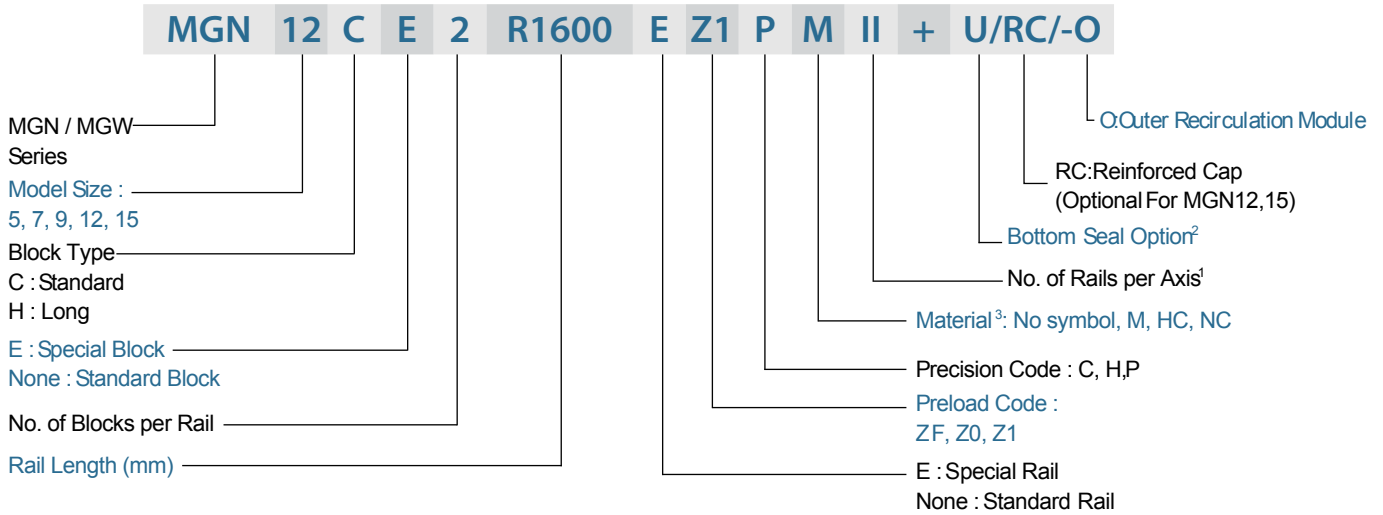 MGN 12 C E 2 R1600 E Z1 P M II + U/RC/-O
MGN / MGW
Series
Model Size :
5, 7, 9, 12, 15
Block Type
C : Standard
H : Long
E : Special Block
None : Standard Block
No. of Blocks per Rail
Rail Length (mm)
O:Outer Recirculation Module
RC:Reinforced Cap
(Optional For MGN12,15)
Bottom Seal Option²
No. of Rails per Axis¹
Material³: No symbol, M, HC, NC
Precision Code : C, H,P
Preload Code :
ZF, Z0, Z1
E : Special Rail
None : Standard Rail